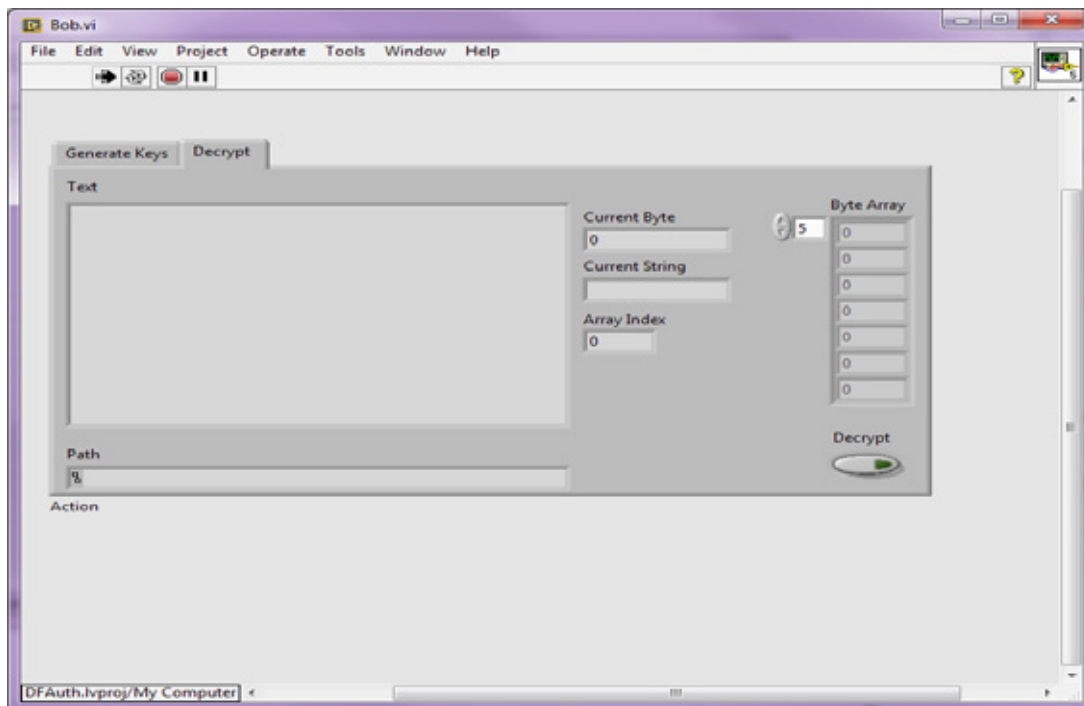 Bob.vi
File Edit View Project Operate Tools Window Help
Generate Keys Decrypt
Text
Byte Array
Current Byte
5
0
0
0
Current String
0
0
Array Index
0
0
0
0
Decrypt
Path
%
Action
DFAuth.lvproj/My Computer